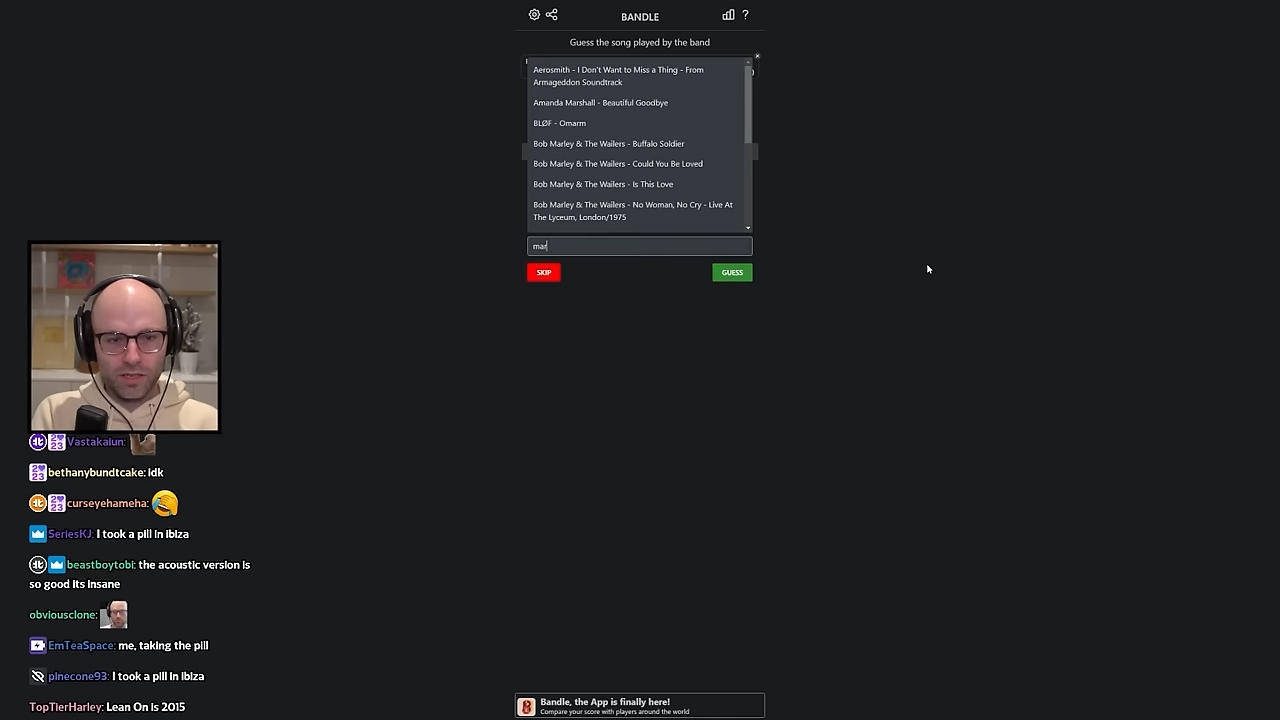 BANDLE
?
Guess the song played by the band
Aerosmith - I Don't Want to Miss a Thing - From
Armageddon Soundtrack
Amanda Marshall - Beautiful Goodbye
BLØF - Omarm
Bob Marley & The Wailers - Buffalo Soldier
Bob Marley & The Wailers - Could You Be Loved
Bob Marley & The Wailers - Is This Love
Bob Marley & The Wailers - No Woman, No Cry - Live At
The Lyceum, London/1975
mar
SKIP
GUESS
Vastakalun:
bethanybundtcake: idk
curseyehameha:
SeriesKJ: I took a pill in ibiza
beastboytobi: the acoustic version is
so good its insane
obviousclone:
EmTeaSpace: me, taking the pill
pinecone93: I took a pill in ibiza
TopTierHarley: Lean On is 2015
Bandle, the App is finally here!
Compare your score with players around the world